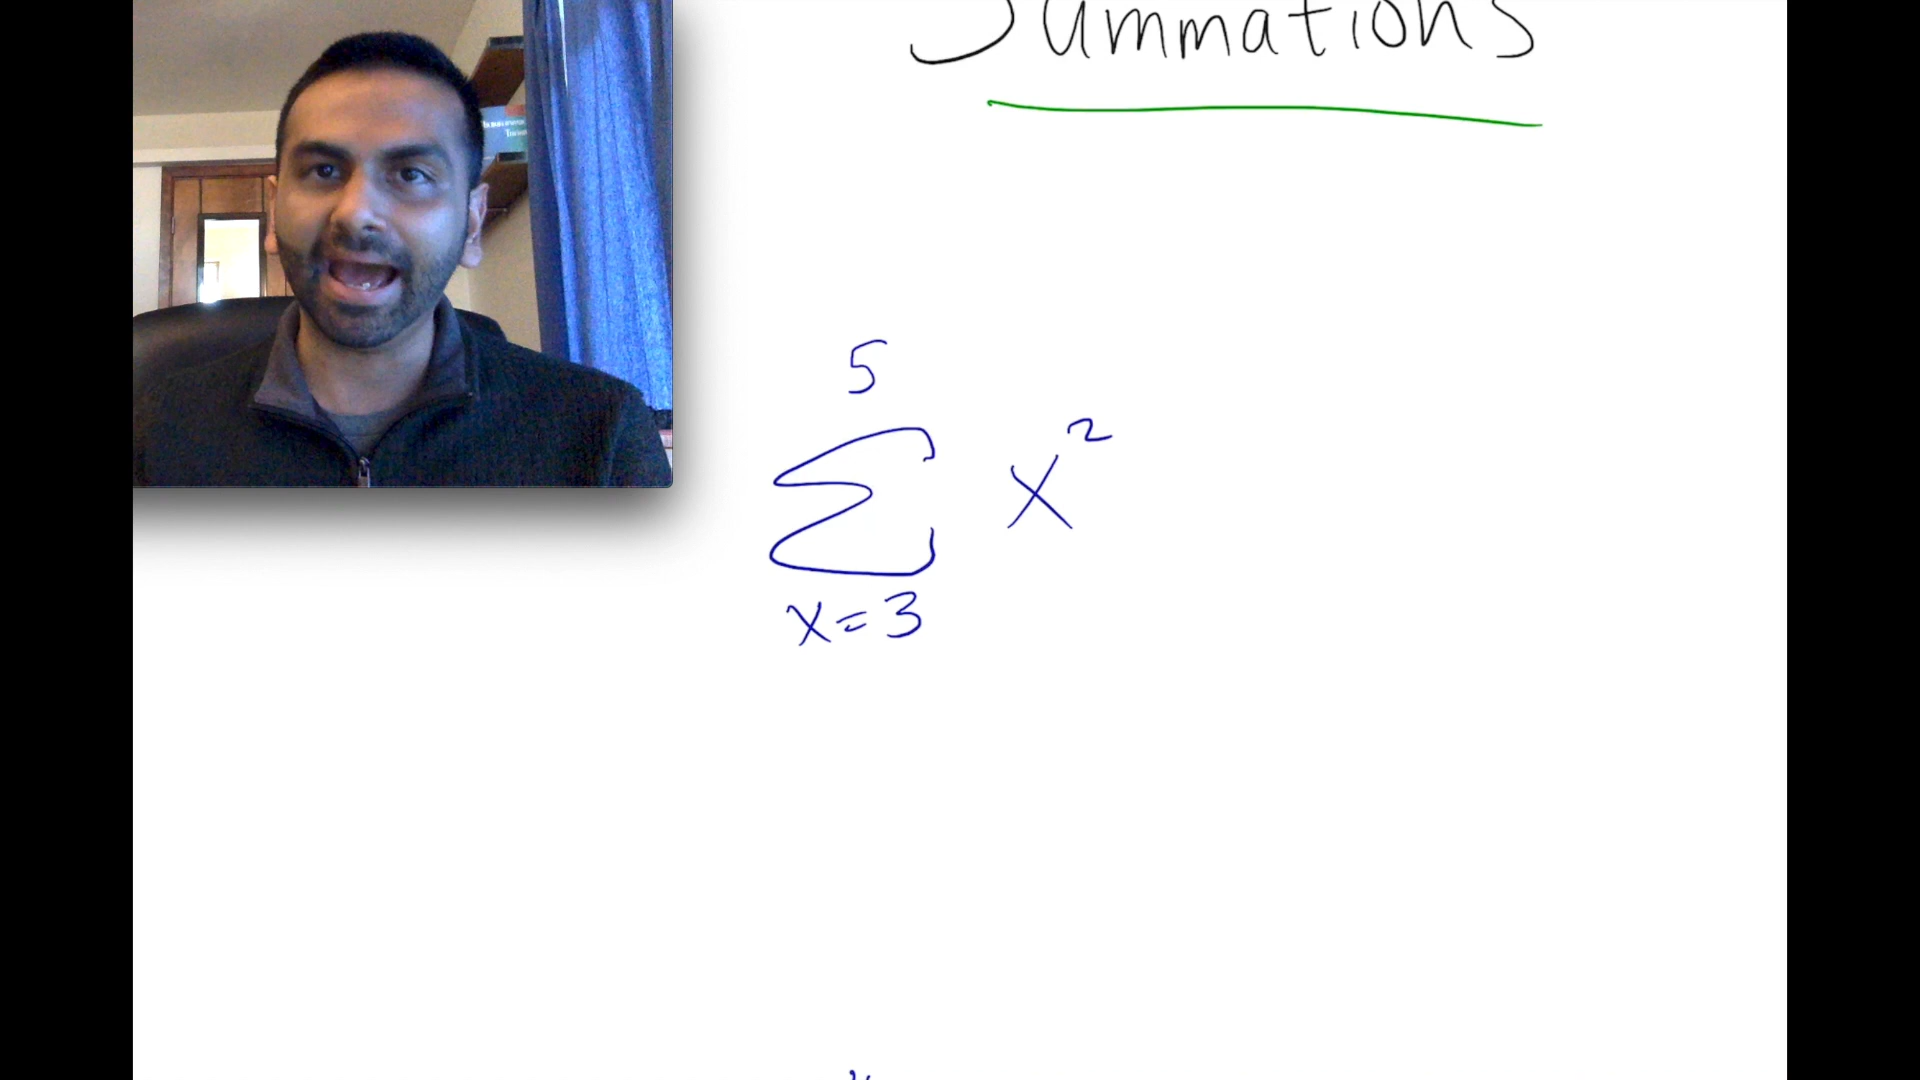 Summations
5
Σ x²
x=3